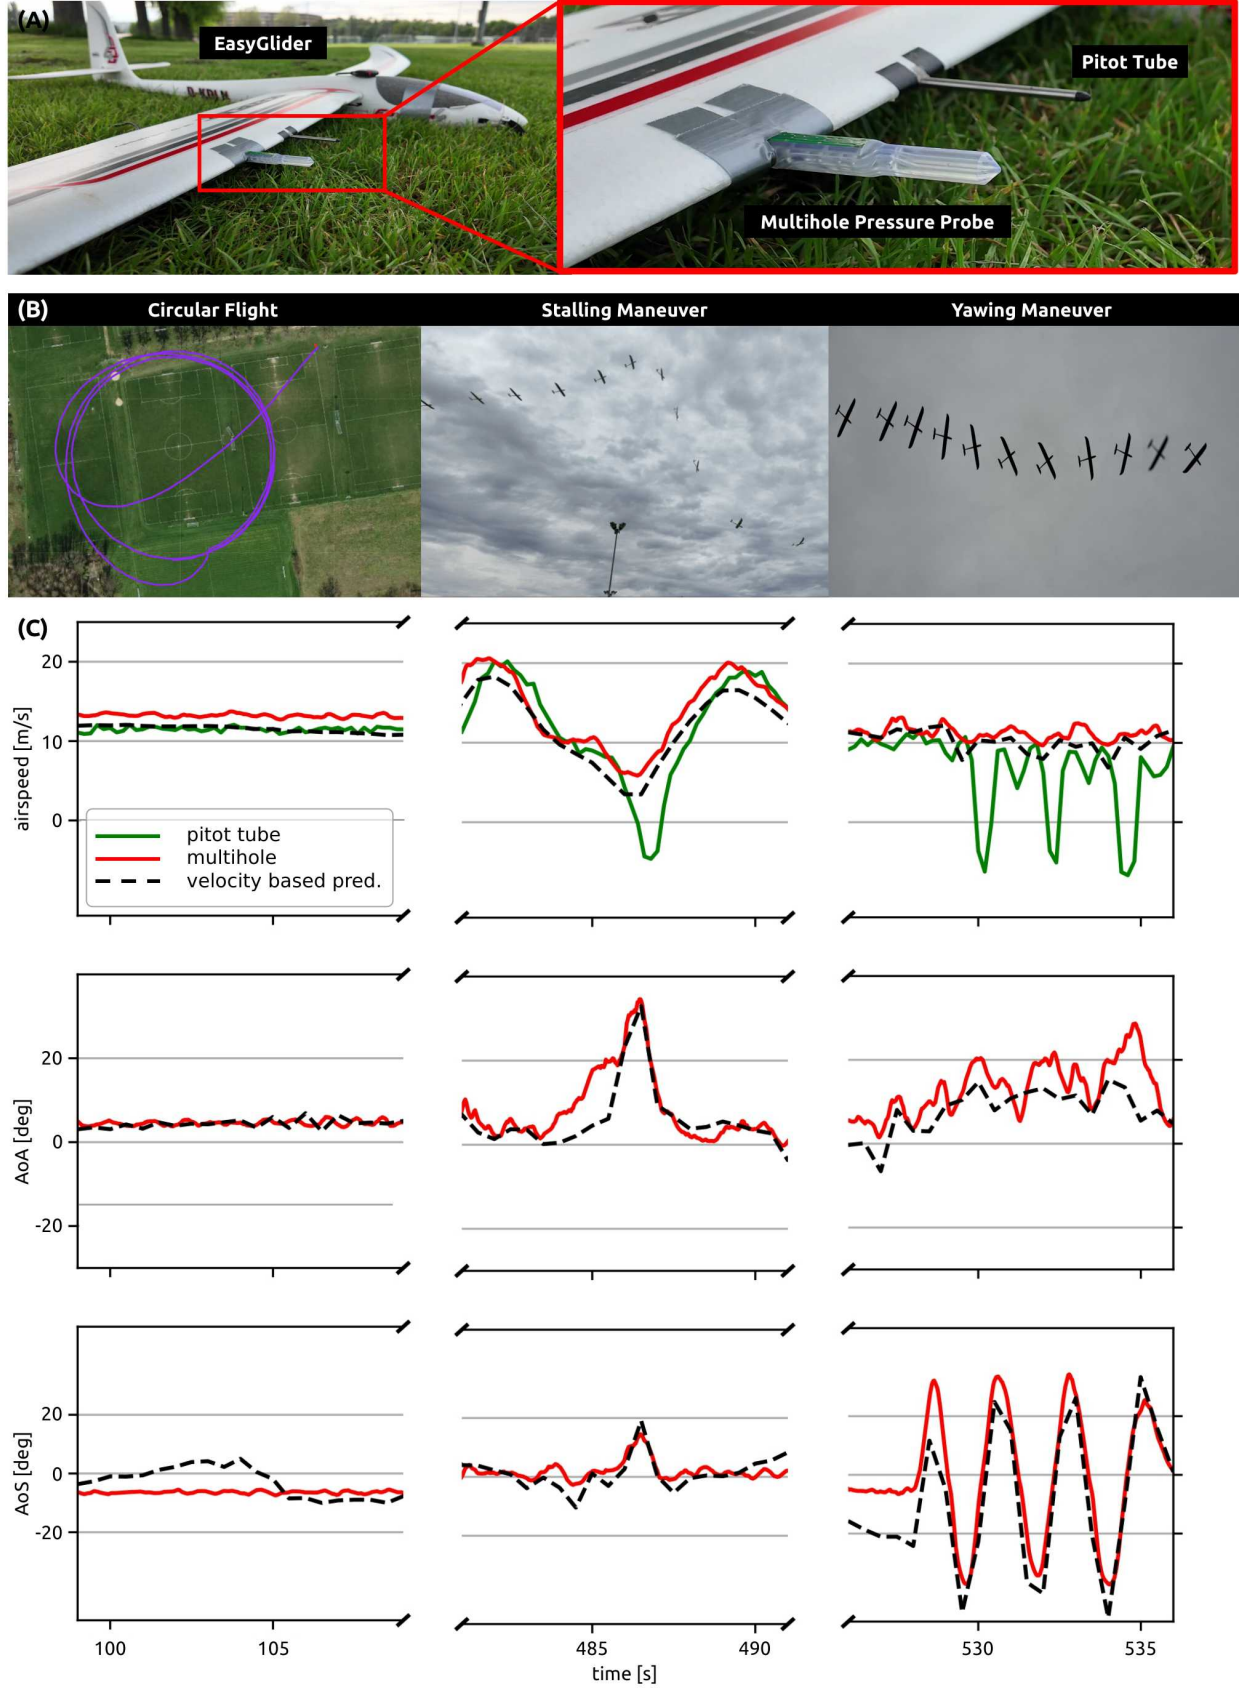 (A)
EasyGlider
Pitot Tube
D-KDLM
Multihole Pressure Probe
(B)
Circular Flight
Stalling Maneuver
Yawing Maneuver
(C)
airspeed [m/s]
20
10
0
pitot tube
multihole
velocity based pred.
AoA [deg]
20
0
-20
AoS [deg]
20
0
-20
100
105
485
490
530
535
time [s]